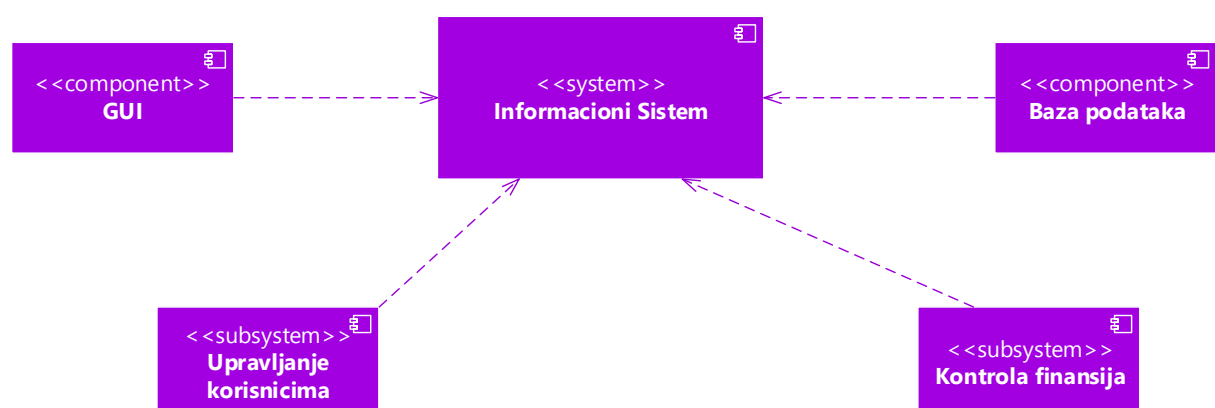 <<component>>
GUI
<<system>>
Informacioni Sistem
<<component>>
Baza podataka
<<subsystem>>
Upravljanje
korisnicima
<<subsystem>>
Kontrola finansija